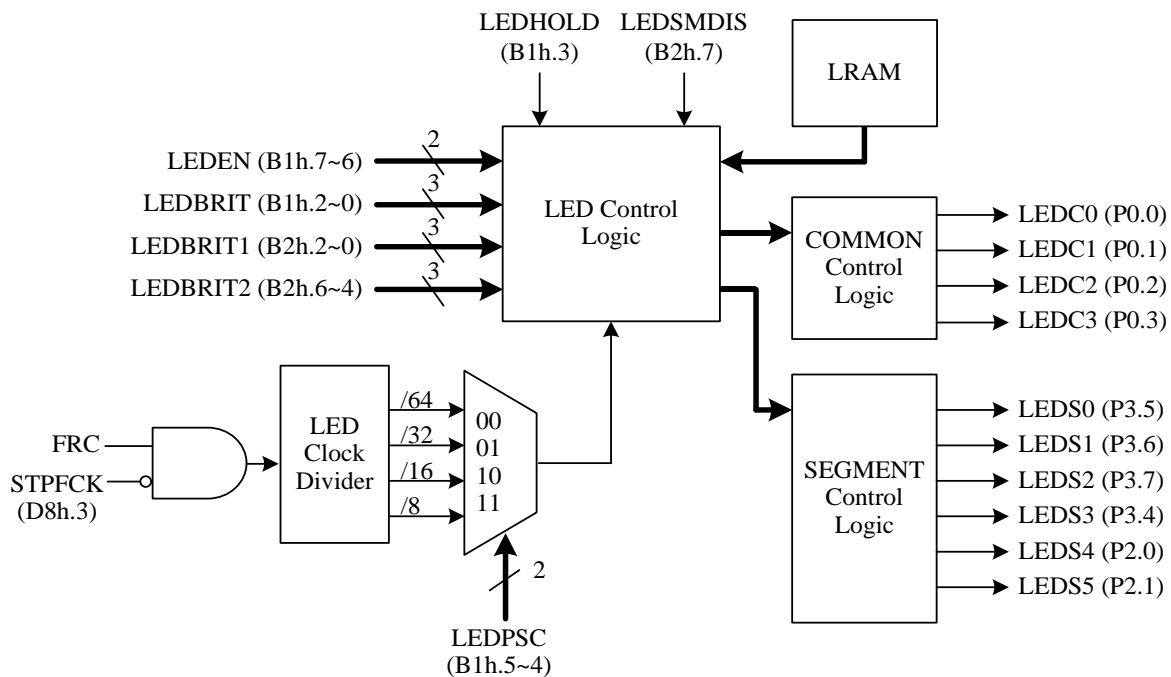 LEDHOLD
(B1h.3)
LEDSMDIS
(B2h.7)
LRAM
LEDEN (B1h.7~6)
2
LEDBRIT (B1h.2~0)
3
LEDBRIT1 (B2h.2~0)
3
LEDBRIT2 (B2h.6~4)
3
LED Control
Logic
COMMON
Control
Logic
LEDC0 (P0.0)
LEDC1 (P0.1)
LEDC2 (P0.2)
LEDC3 (P0.3)
FRC
STPFCK
(D8h.3)
LED
Clock
Divider
/64
/32
/16
/8
00
01
10
11
2
LEDPSC
(B1h.5~4)
SEGMENT
Control
Logic
LEDS0 (P3.5)
LEDS1 (P3.6)
LEDS2 (P3.7)
LEDS3 (P3.4)
LEDS4 (P2.0)
LEDS5 (P2.1)